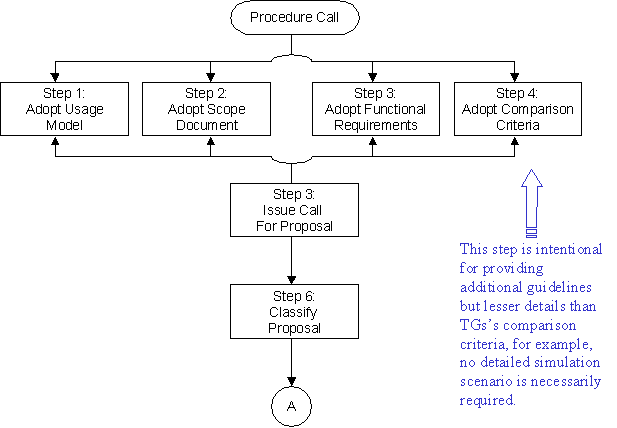 Procedure Call
Step 1:
Adopt Usage
Model
Step 2:
Adopt Scope
Document
Step 3:
Adopt Functional
Requirements
Step 4:
Adopt Comparison
Criteria
Step 3:
Issue Call
For Proposal
Step 6:
Classify
Proposal
A
This step is intentional
for providing
additional guidelines
but lesser details than
TGs’s comparison
criteria, for example,
no detailed simulation
scenario is necessarily
required.